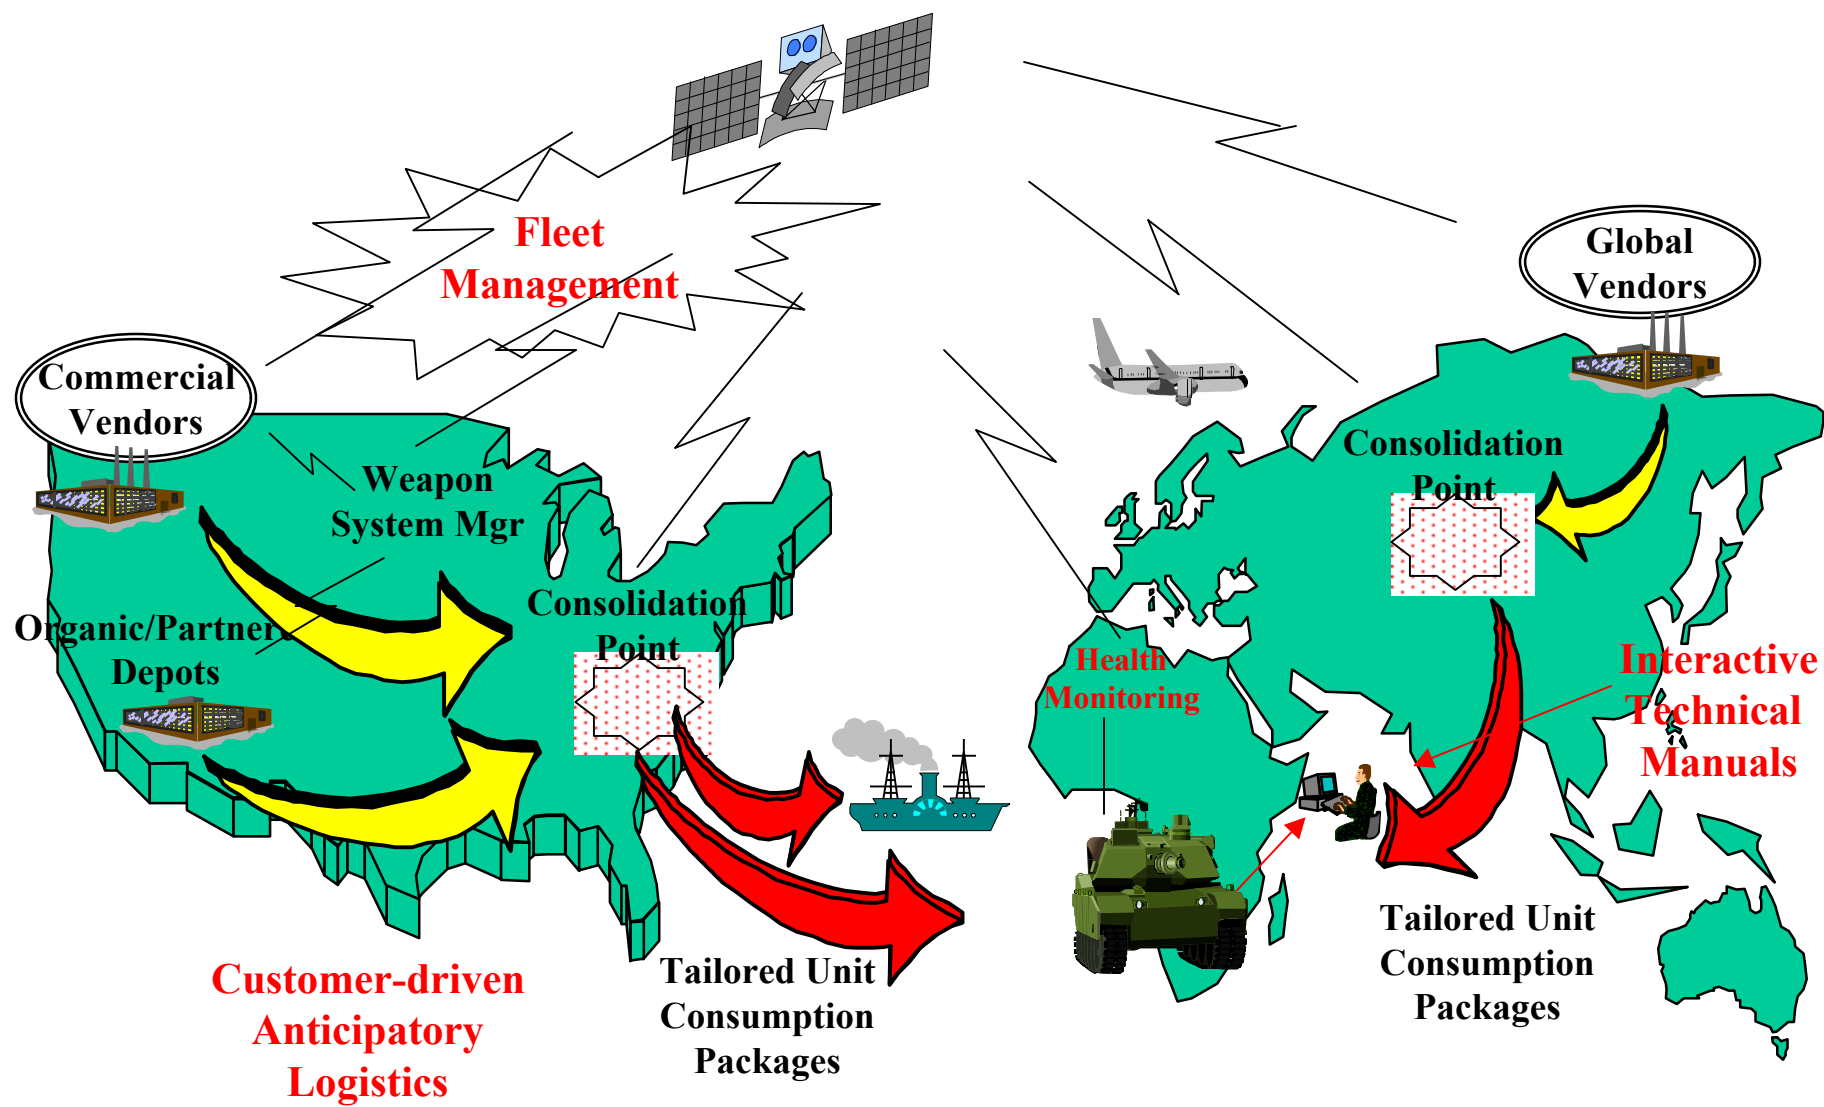 Fleet
Management
Global
Vendors
Commercial
Vendors
Weapon
System Mgr
Consolidation
Point
Consolidation
Point
Organic/Partnered
Depots
Health
Monitoring
Interactive
Technical
Manuals
Tailored Unit
Consumption
Packages
Customer-driven
Anticipatory
Logistics
Tailored Unit
Consumption
Packages